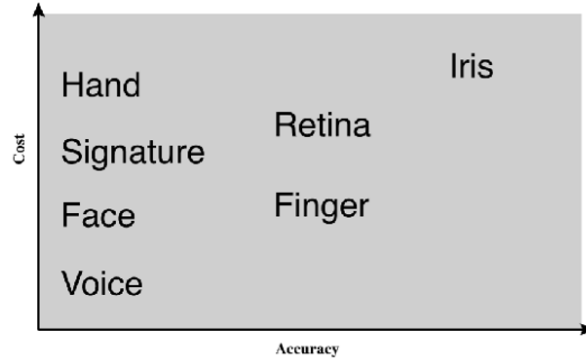 Iris
Hand
Retina
Signature
Finger
Face
Voice
Cost
Accuracy